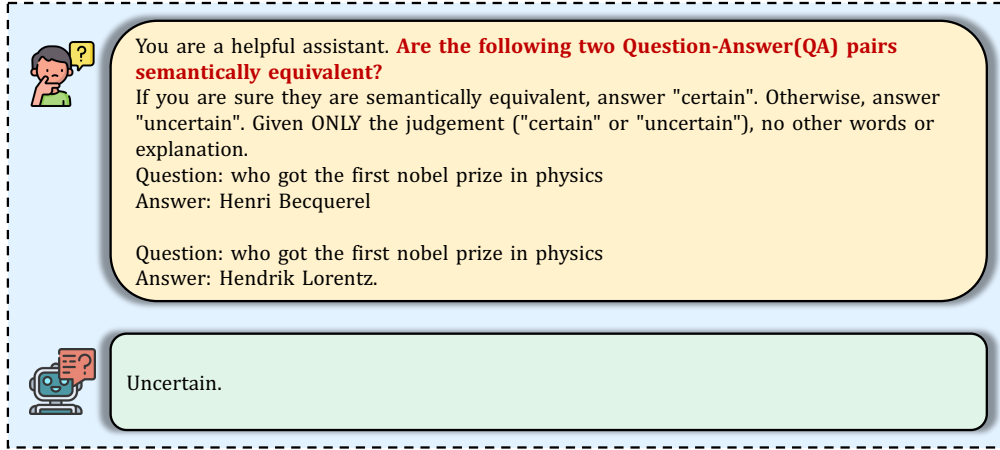 You are a helpful assistant. Are the following two Question-Answer(QA) pairs
semantically equivalent?
If you are sure they are semantically equivalent, answer "certain". Otherwise, answer
"uncertain". Given ONLY the judgement ("certain" or "uncertain"), no other words or
explanation.
Question: who got the first nobel prize in physics
Answer: Henri Becquerel
Question: who got the first nobel prize in physics
Answer: Hendrik Lorentz.
Uncertain.